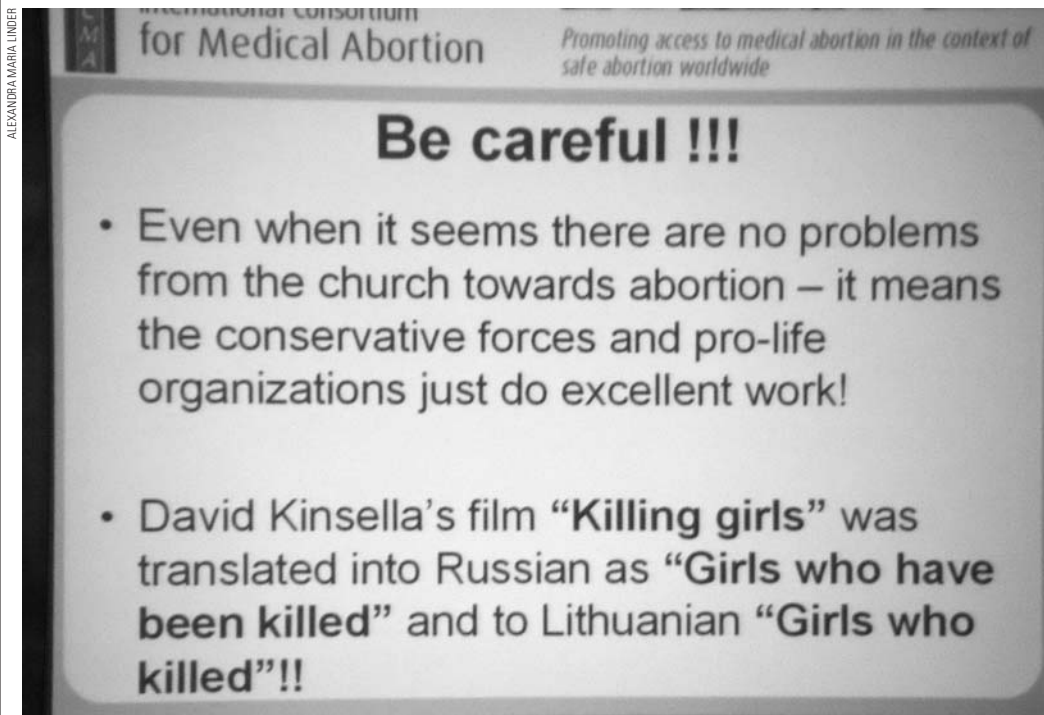 ALEXANDRA MARIA LINDER
CMA
International Consortium
for Medical Abortion
Promoting access to medical abortion in the context of
safe abortion worldwide
Be careful !!!
• Even when it seems there are no problems
from the church towards abortion – it means
the conservative forces and pro-life
organizations just do excellent work!
• David Kinsella’s film “Killing girls” was
translated into Russian as “Girls who have
been killed” and to Lithuanian “Girls who
killed”!!